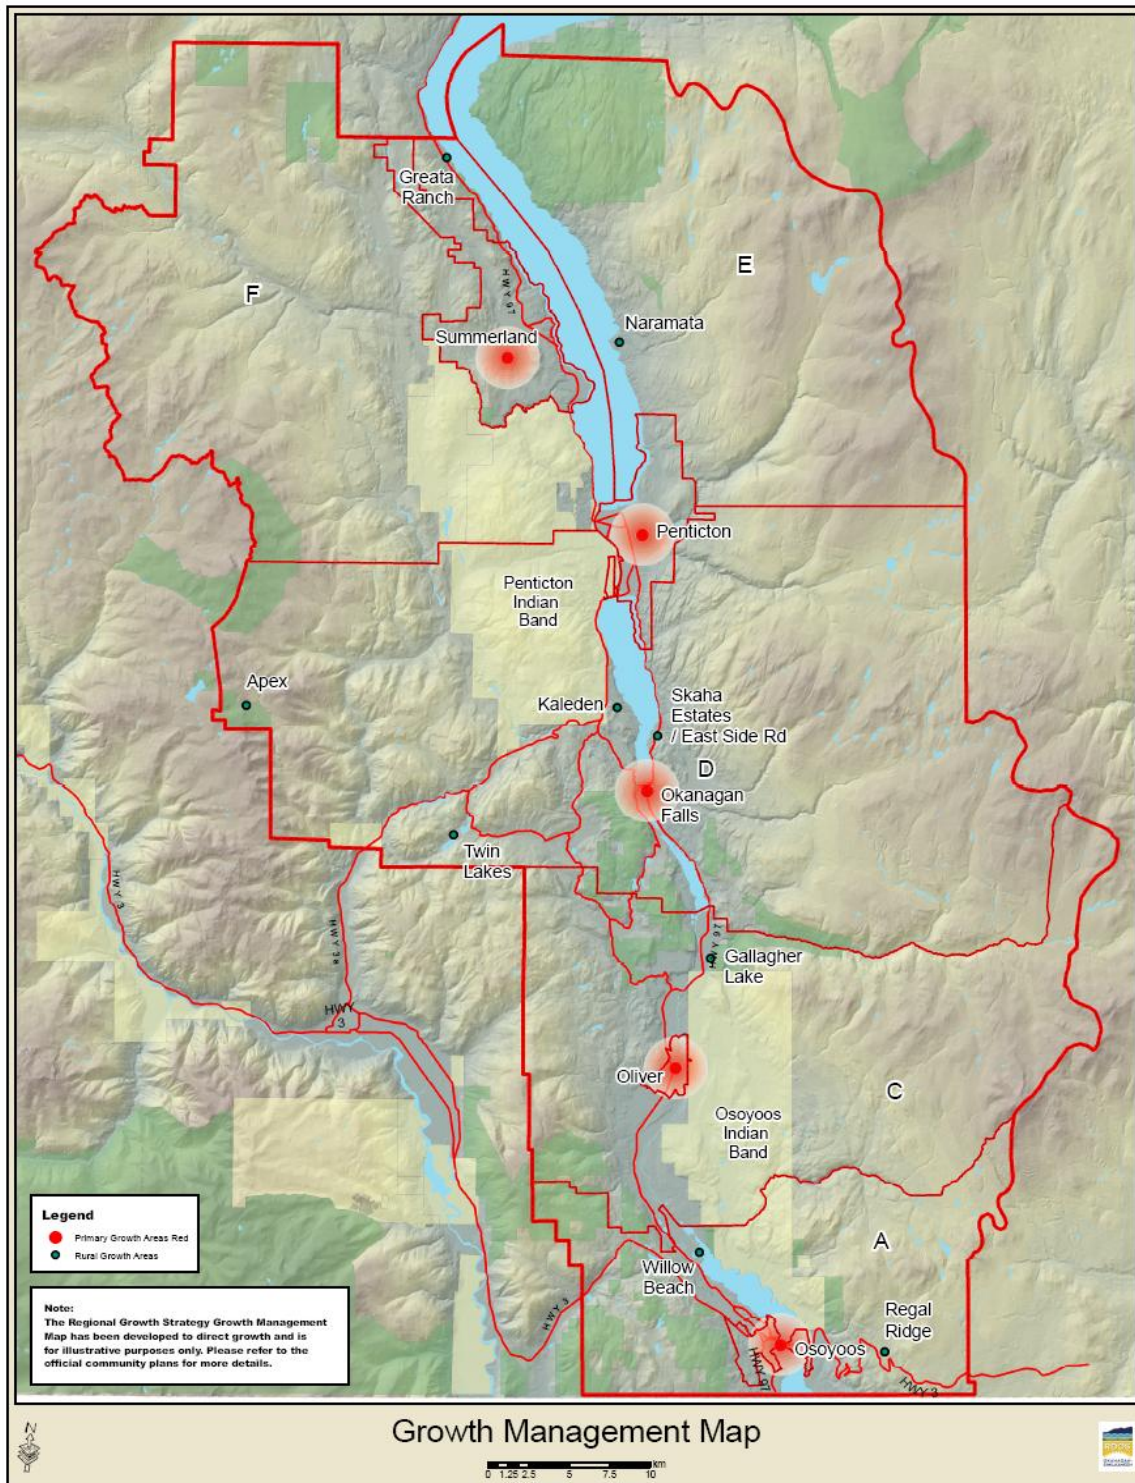 Greata
Ranch
E
F
HWY 97
Naramata
Summerland
Penticton
Penticton
Indian
Band
Apex
Kaleden
Skaha
Estates
/ East Side Rd
D
Okanagan
Falls
Twin
Lakes
HWY 3
HWY 3a
HWY 97
Gallagher
Lake
HWY
3
Oliver
C
Osoyoos
Indian
Band
A
Willow
Beach
Regal
Ridge
HWY 3
Osoyoos
HWY 97
HWY 3
Legend
Primary Growth Areas Red
Rural Growth Areas
Note:
The Regional Growth Strategy Growth Management
Map has been developed to direct growth and is
for illustrative purposes only. Please refer to the
official community plans for more details.
N
Growth Management Map
km
0 1.25 2.5 5 7.5 10
RDOS